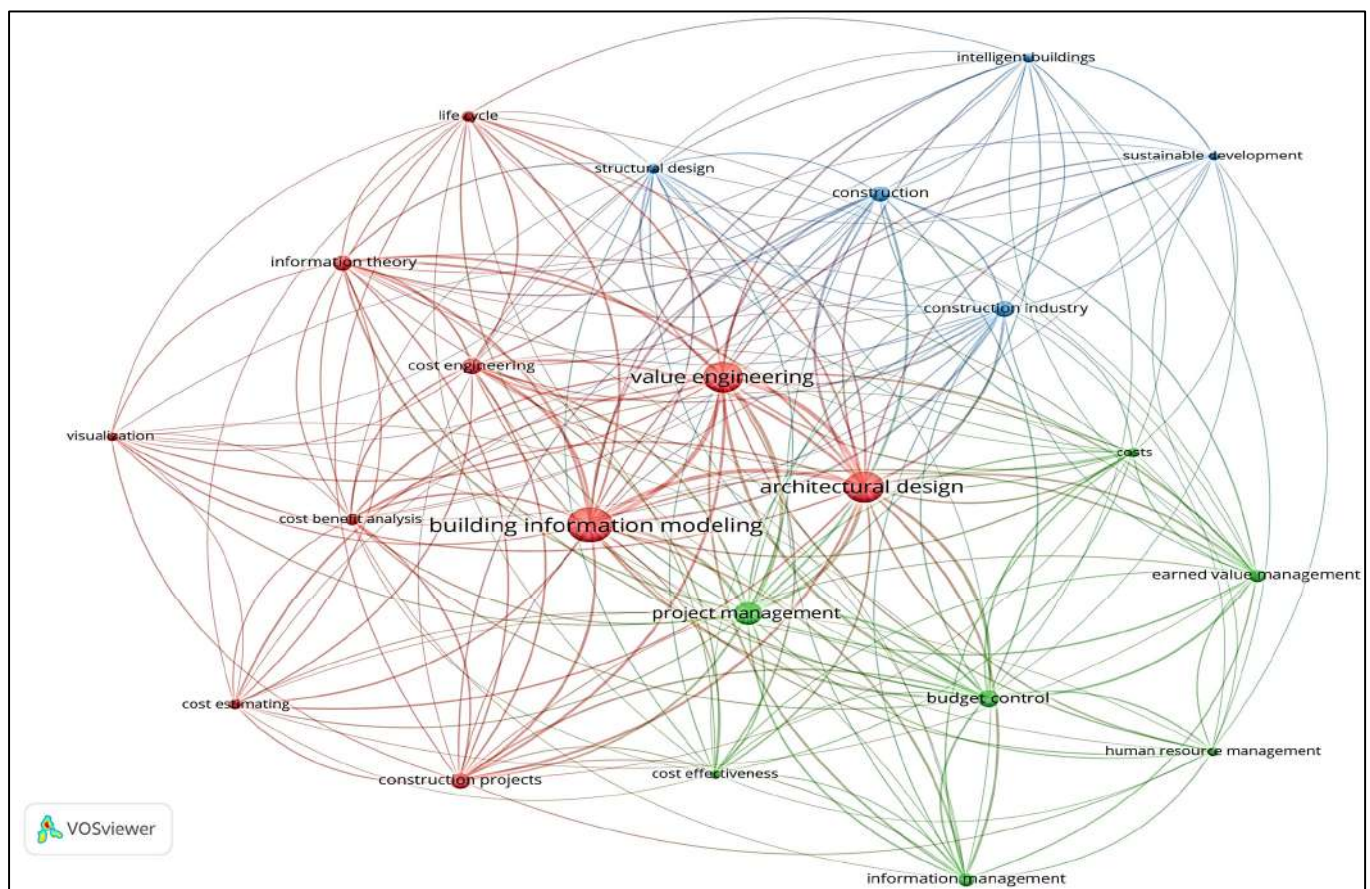 intelligent buildings
life cycle
sustainable development
structural design
construction
information theory
construction industry
cost engineering
value engineering
visualization
costs
architectural design
cost benefit analysis
building information modeling
earned value management
project management
budget control
cost estimating
human resource management
cost effectiveness
construction projects
VOSviewer
information management